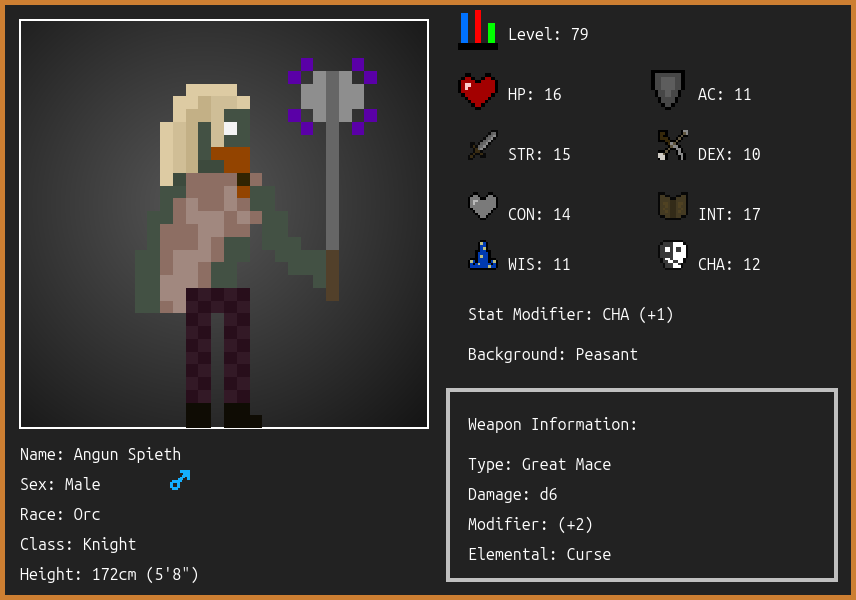 Level: 79
HP: 16
AC: 11
STR: 15
DEX: 10
CON: 14
INT: 17
WIS: 11
CHA: 12
Stat Modifier: CHA (+1)
Background: Peasant
Weapon Information:
Type: Great Mace
Damage: d6
Modifier: (+2)
Elemental: Curse
Name: Angun Spieth
Sex: Male
Race: Orc
Class: Knight
Height: 172cm (5'8")